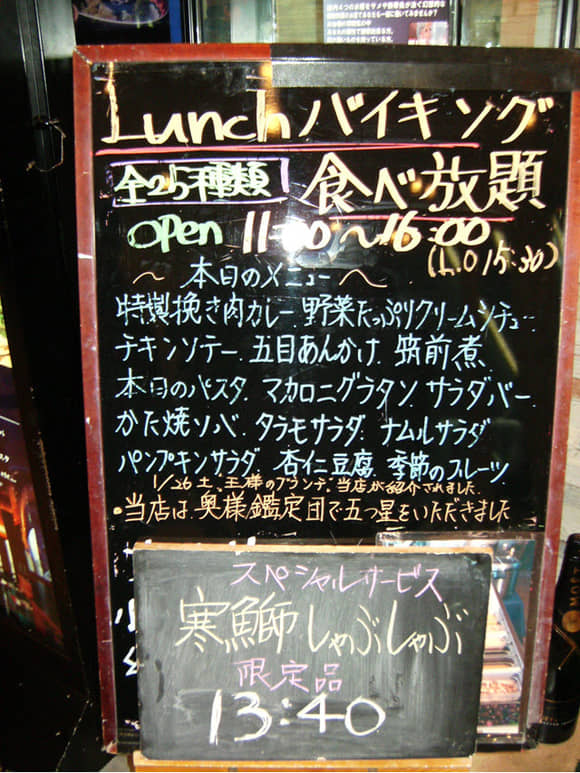 Lunch バイキング
全25種類 食べ放題
open 11:00～16:00
(L.O 15:30)
～ 本日のメニュー ～
特製挽き肉カレー. 野菜たっぷりクリームシチュー
チキンソテー. 五目あんかけ. 筑前煮
本日のパスタ. マカロニグラタン サラダバー.
かた焼ソバ. タラモサラダ. ナムルサラダ
パンプキンサラダ. 杏仁豆腐. 季節のフルーツ
1/26 土、王様のブランチで当店が紹介されました.
・当店は、奥様鑑定団で五つ星をいただきました
スペシャルサービス
寒鰤しゃぶしゃぶ
限定品
13:40